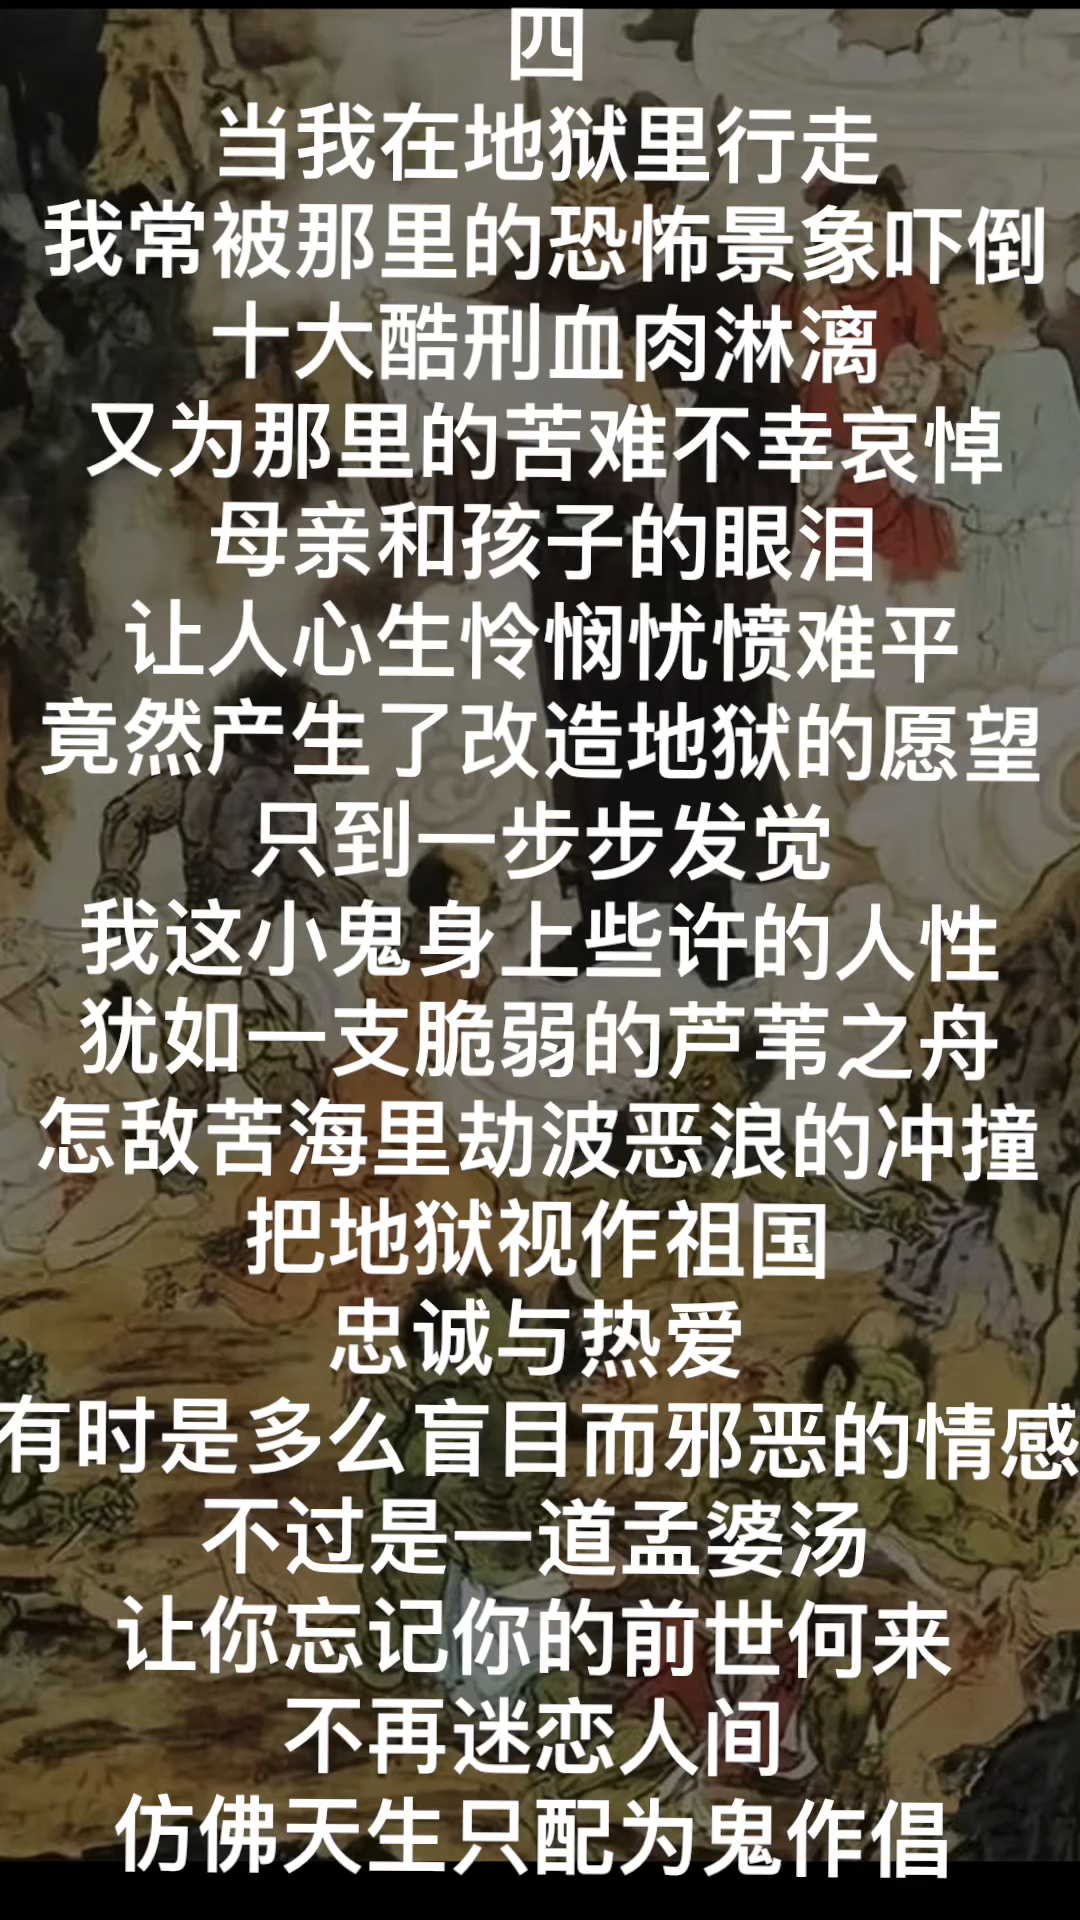 四
当我在地狱里行走
我常被那里的恐怖景象吓倒
十大酷刑血肉淋漓
又为那里的苦难不幸哀悼
母亲和孩子的眼泪
让人心生怜悯忧愤难平
竟然产生了改造地狱的愿望
只到一步步发觉
我这小鬼身上些许的人性
犹如一支脆弱的芦苇之舟
怎敌苦海里劫波恶浪的冲撞
把地狱视作祖国
忠诚与热爱
有时是多么盲目而邪恶的情感
不过是一道孟婆汤
让你忘记你的前世何来
不再迷恋人间
仿佛天生只配为鬼作倡